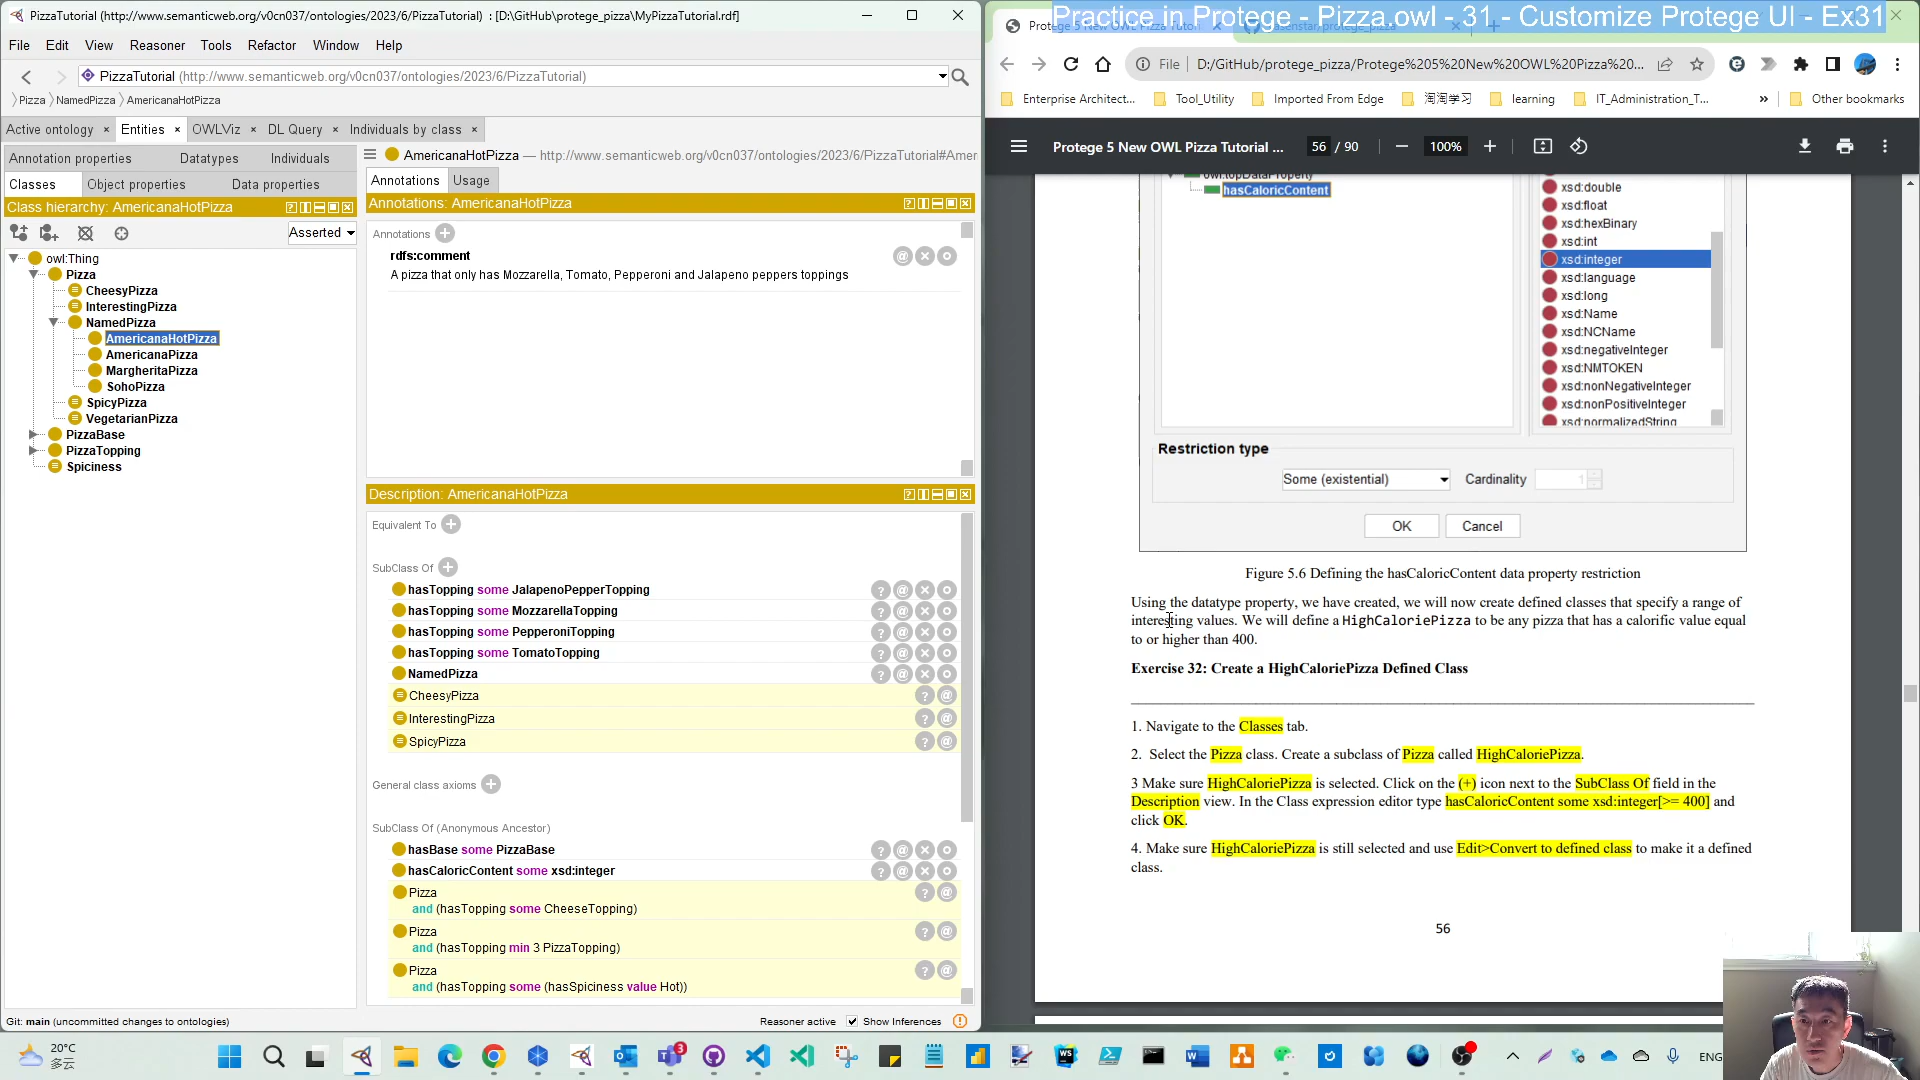 PizzaTutorial (http://www.semanticweb.org/v0cn037/ontologies/2023/6/PizzaTutorial) : [D:\GitHub\protege_pizza\MyPizzaTutorial.rdf]
File Edit View Reasoner Tools Refactor Window Help
PizzaTutorial (http://www.semanticweb.org/v0cn037/ontologies/2023/6/PizzaTutorial)
Pizza NamedPizza AmericanaHotPizza
Active ontology × Entities × OWLViz × DL Query × Individuals by class ×
Annotation properties Datatypes Individuals
Classes Object properties Data properties
Class hierarchy: AmericanaHotPizza
Asserted
owl:Thing
Pizza
CheesyPizza
InterestingPizza
NamedPizza
AmericanaHotPizza
AmericanaPizza
MargheritaPizza
SohoPizza
SpicyPizza
VegetarianPizza
PizzaBase
PizzaTopping
Spiciness
AmericanaHotPizza — http://www.semanticweb.org/v0cn037/ontologies/2023/6/PizzaTutorial#Amer
Annotations Usage
Annotations: AmericanaHotPizza
Annotations
rdfs:comment
A pizza that only has Mozzarella, Tomato, Pepperoni and Jalapeno peppers toppings
Description: AmericanaHotPizza
Equivalent To
SubClass Of
hasTopping some JalapenoPepperTopping
hasTopping some MozzarellaTopping
hasTopping some PepperoniTopping
hasTopping some TomatoTopping
NamedPizza
CheesyPizza
InterestingPizza
SpicyPizza
General class axioms
SubClass Of (Anonymous Ancestor)
hasBase some PizzaBase
hasCaloricContent some xsd:integer
Pizza
and (hasTopping some CheeseTopping)
Pizza
and (hasTopping min 3 PizzaTopping)
Pizza
and (hasTopping some (hasSpiciness value Hot))
Git: main (uncommitted changes to ontologies)
Reasoner active Show Inferences
Practice in Protege - Pizza.owl - 31 - Customize Protege UI - Ex31
File D:/GitHub/protege_pizza/Protege%205%20New%20OWL%20Pizza%20...
Enterprise Architect... Tool_Utility Imported From Edge 淘淘学习 learning IT_Administration_T... » Other bookmarks
Protege 5 New OWL Pizza Tutorial ... 56 / 90 100%
owl:topDataProperty
hasCaloricContent
xsd:double
xsd:float
xsd:hexBinary
xsd:int
xsd:integer
xsd:language
xsd:long
xsd:Name
xsd:NCName
xsd:negativeInteger
xsd:NMTOKEN
xsd:nonNegativeInteger
xsd:nonPositiveInteger
xsd:normalizedString
Restriction type
Some (existential) Cardinality 1
OK Cancel
Figure 5.6 Defining the hasCaloricContent data property restriction
Using the datatype property, we have created, we will now create defined classes that specify a range of
interesting values. We will define a HighCaloriePizza to be any pizza that has a calorific value equal
to or higher than 400.
Exercise 32: Create a HighCaloriePizza Defined Class
1. Navigate to the Classes tab.
2. Select the Pizza class. Create a subclass of Pizza called HighCaloriePizza.
3 Make sure HighCaloriePizza is selected. Click on the (+) icon next to the SubClass Of field in the
Description view. In the Class expression editor type hasCaloricContent some xsd:integer[>= 400] and
click OK.
4. Make sure HighCaloriePizza is still selected and use Edit>Convert to defined class to make it a defined
class.
56
20°C
多云
3
ENG